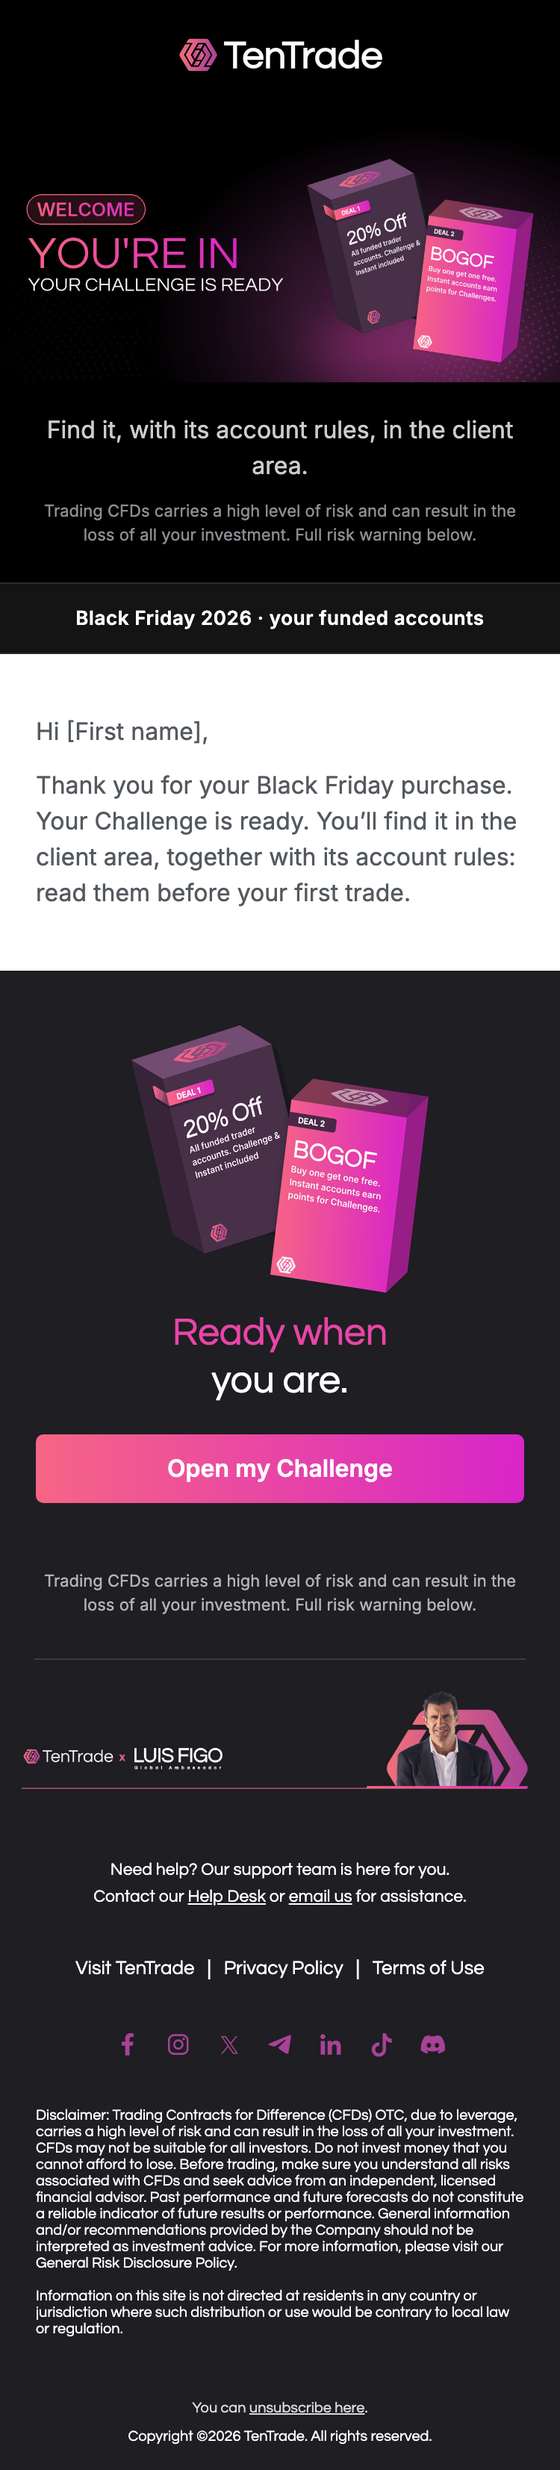 TenTrade
WELCOME
YOU'RE IN
YOUR CHALLENGE IS READY
DEAL 1
20% Off
All funded trader
accounts. Challenge &
Instant included
DEAL 2
BOGOF
Buy one get one free.
Instant accounts earn
points for Challenges.
Find it, with its account rules, in the client
area.
Trading CFDs carries a high level of risk and can result in the
loss of all your investment. Full risk warning below.
Black Friday 2026 · your funded accounts
Hi [First name],
Thank you for your Black Friday purchase.
Your Challenge is ready. You’ll find it in the
client area, together with its account rules:
read them before your first trade.
DEAL 1
20% Off
All funded trader
accounts. Challenge &
Instant included
DEAL 2
BOGOF
Buy one get one free.
Instant accounts earn
points for Challenges.
Ready when
you are.
Open my Challenge
Trading CFDs carries a high level of risk and can result in the
loss of all your investment. Full risk warning below.
TenTrade x LUIS FIGO
Global Ambassador
Need help? Our support team is here for you.
Contact our Help Desk or email us for assistance.
Visit TenTrade | Privacy Policy | Terms of Use
Disclaimer: Trading Contracts for Difference (CFDs) OTC, due to leverage,
carries a high level of risk and can result in the loss of all your investment.
CFDs may not be suitable for all investors. Do not invest money that you
cannot afford to lose. Before trading, make sure you understand all risks
associated with CFDs and seek advice from an independent, licensed
financial advisor. Past performance and future forecasts do not constitute
a reliable indicator of future results or performance. General information
and/or recommendations provided by the Company should not be
interpreted as investment advice. For more information, please visit our
General Risk Disclosure Policy.
Information on this site is not directed at residents in any country or
jurisdiction where such distribution or use would be contrary to local law
or regulation.
You can unsubscribe here.
Copyright ©2026 TenTrade. All rights reserved.